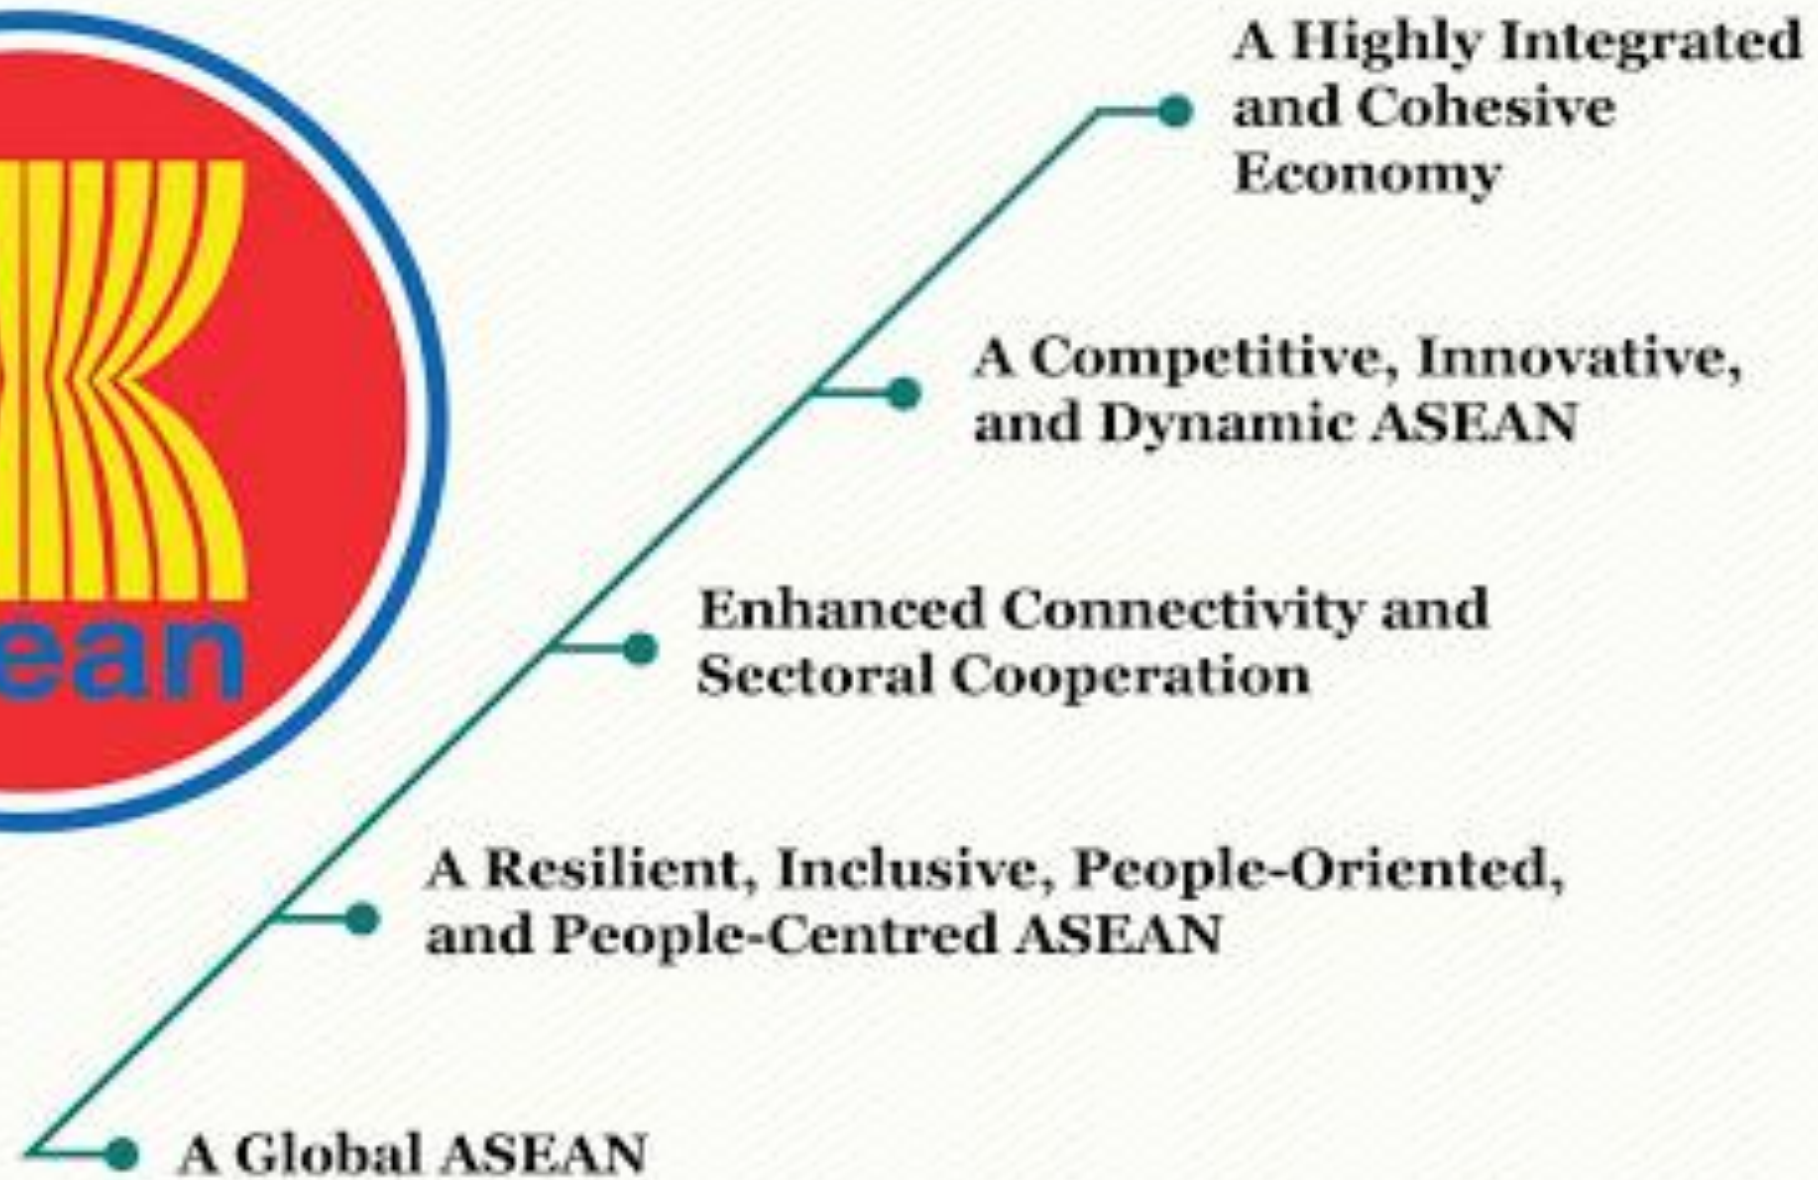 A Highly Integrated
and Cohesive
Economy
A Competitive, Innovative,
and Dynamic ASEAN
Enhanced Connectivity and
Sectoral Cooperation
ean
A Resilient, Inclusive, People-Oriented,
and People-Centred ASEAN
A Global ASEAN